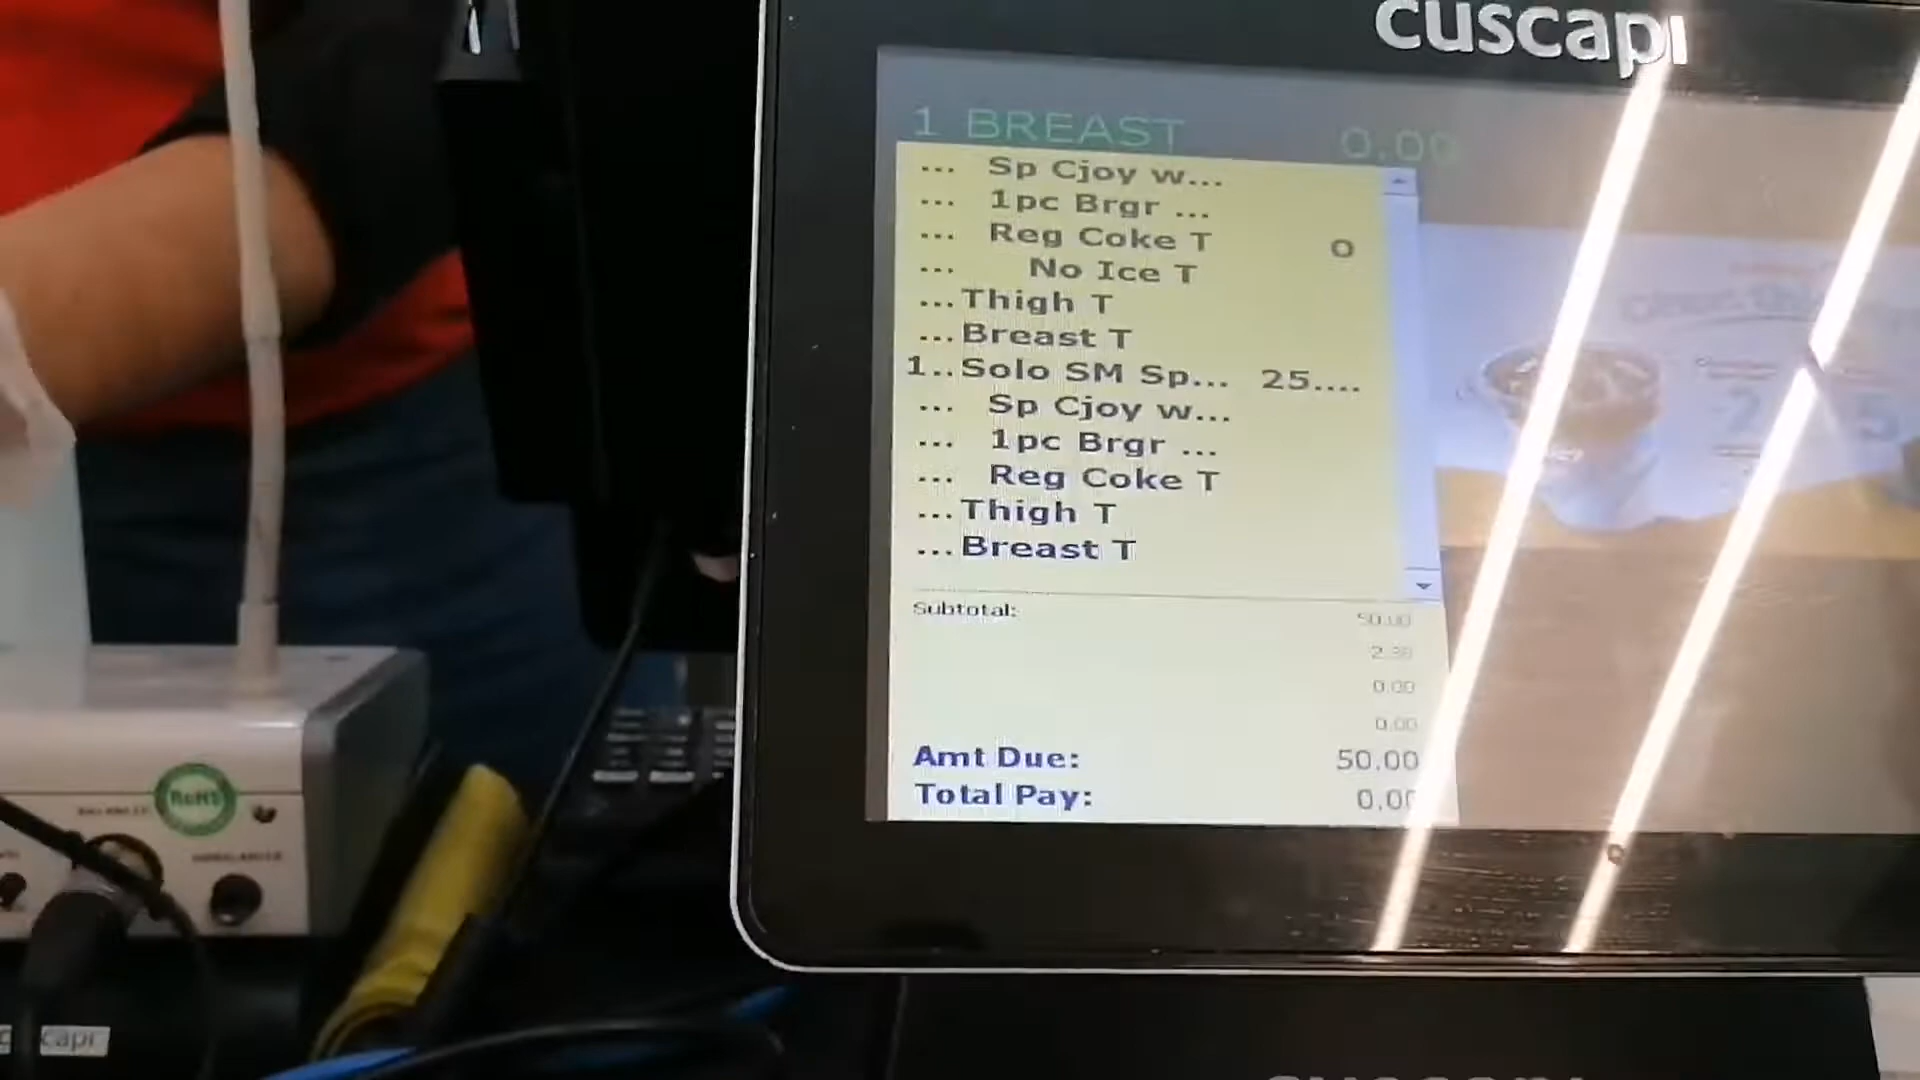 cuscapi
1 BREAST 0.00
... Sp Cjoy w...
... 1pc Brgr ...
... Reg Coke T O
... No Ice T
...Thigh T
...Breast T
1..Solo SM Sp... 25....
... Sp Cjoy w...
... 1pc Brgr ...
... Reg Coke T
...Thigh T
...Breast T
Subtotal: 50.00
0.00
0.00
Amt Due: 50.00
Total Pay: 0.00
RoHS
capi